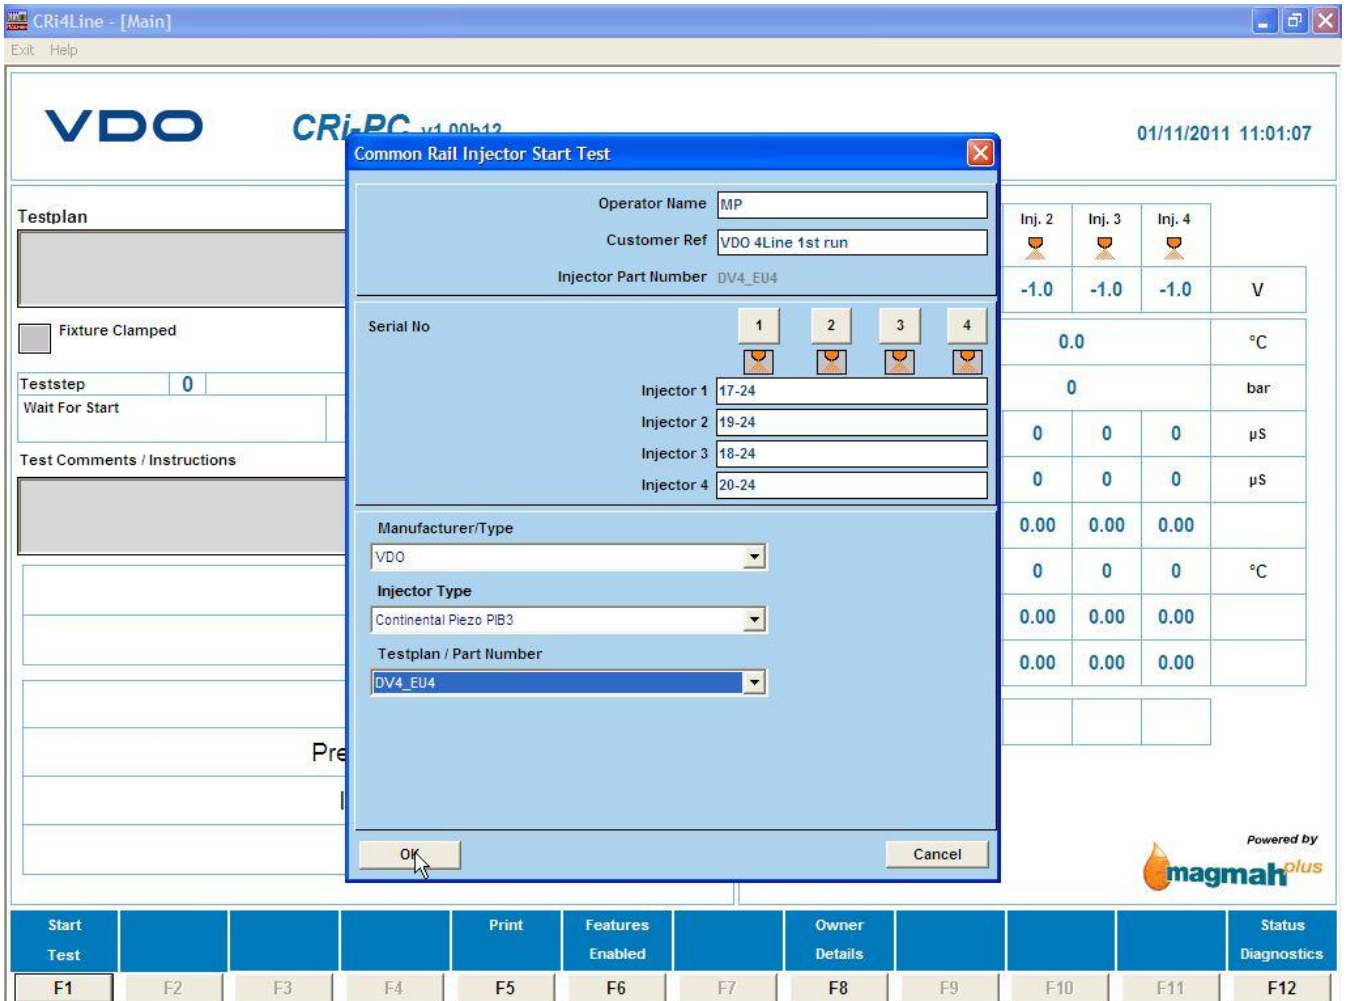 CRi4Line - [Main]
Exit Help
VDO
CRi-PC v1.00b12
01/11/2011 11:01:07
Common Rail Injector Start Test
Operator Name MP
Customer Ref VDO 4Line 1st run
Injector Part Number DV4_EU4
Serial No 1 2 3 4
Injector 1 17-24
Injector 2 19-24
Injector 3 18-24
Injector 4 20-24
Manufacturer/Type
VDO
Injector Type
Continental Piezo PIB3
Testplan / Part Number
DV4_EU4
OK Cancel
Testplan
Fixture Clamped
Teststep 0
Wait For Start
Test Comments / Instructions
Pre
Inj. 2 Inj. 3 Inj. 4
-1.0 -1.0 -1.0 V
0.0 °C
0 bar
0 0 0 µS
0 0 0 µS
0.00 0.00 0.00
0 0 0 °C
0.00 0.00 0.00
0.00 0.00 0.00
Powered by
magmah plus
Start Test Print Features Enabled Owner Details Status Diagnostics
F1 F2 F3 F4 F5 F6 F7 F8 F9 F10 F11 F12